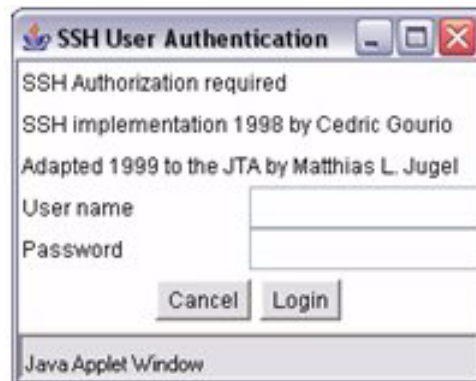 SSH User Authentication
SSH Authorization required
SSH implementation 1998 by Cedric Gourio
Adapted 1999 to the JTA by Matthias L. Jugel
User name
Password
Cancel Login
Java Applet Window